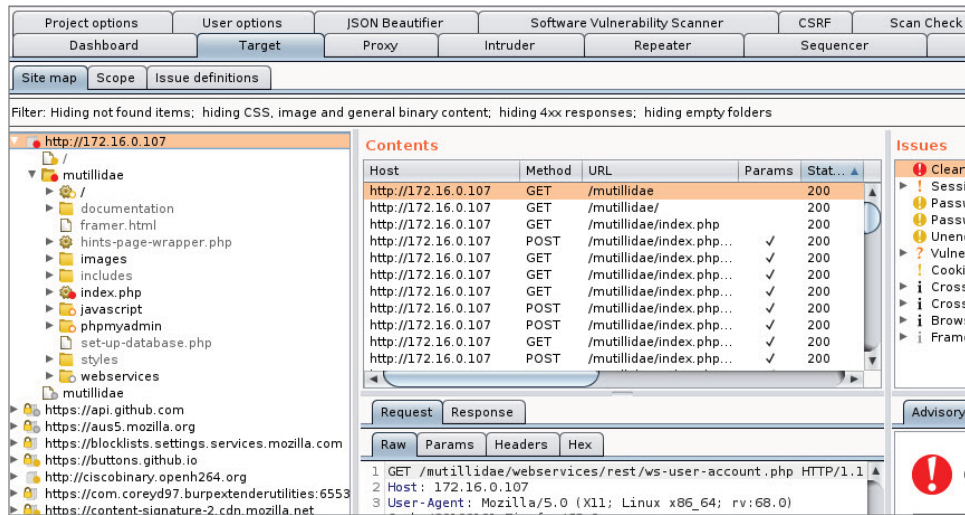 Project options User options JSON Beautifier Software Vulnerability Scanner CSRF Scan Check
Dashboard Target Proxy Intruder Repeater Sequencer
Site map Scope Issue definitions
Filter: Hiding not found items; hiding CSS, image and general binary content; hiding 4xx responses; hiding empty folders
http://172.16.0.107
/
mutillidae
/
documentation
framer.html
hints-page-wrapper.php
images
includes
index.php
javascript
phpmyadmin
set-up-database.php
styles
webservices
mutillidae
https://api.github.com
https://aus5.mozilla.org
https://blocklists.settings.services.mozilla.com
https://buttons.github.io
http://ciscobinary.openh264.org
https://com.coreyd97.burpextenderutilities:6553
https://content-signature-2.cdn.mozilla.net
Contents
Host Method URL Params Stat...
http://172.16.0.107 GET /mutillidae 200
http://172.16.0.107 GET /mutillidae/ 200
http://172.16.0.107 GET /mutillidae/index.php 200
http://172.16.0.107 POST /mutillidae/index.php... ✓ 200
http://172.16.0.107 GET /mutillidae/index.php... ✓ 200
http://172.16.0.107 GET /mutillidae/index.php... ✓ 200
http://172.16.0.107 GET /mutillidae/index.php... ✓ 200
http://172.16.0.107 POST /mutillidae/index.php... ✓ 200
http://172.16.0.107 POST /mutillidae/index.php... ✓ 200
http://172.16.0.107 GET /mutillidae/index.php... ✓ 200
http://172.16.0.107 POST /mutillidae/index.php... ✓ 200
Request Response
Raw Params Headers Hex
1 GET /mutillidae/webservices/rest/ws-user-account.php HTTP/1.1
2 Host: 172.16.0.107
3 User-Agent: Mozilla/5.0 (X11; Linux x86_64; rv:68.0)
Issues
Clear
Sessi
Passw
Passw
Unen
Vulne
Cooki
Cross
Cross
Brows
Frame
Advisory